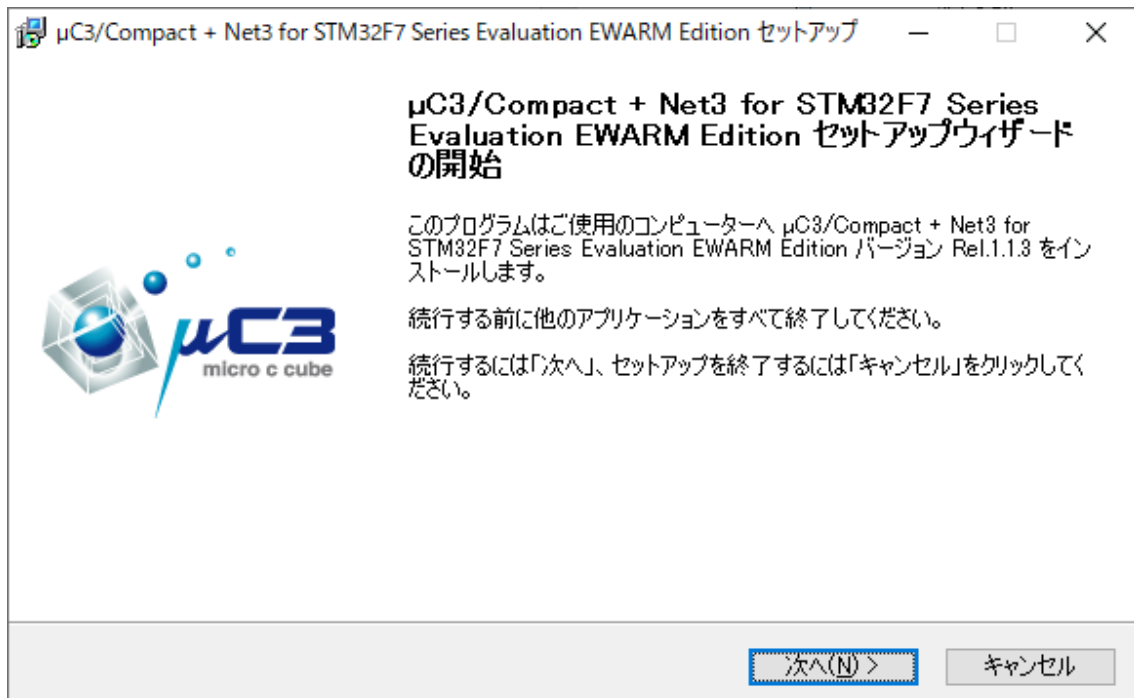 µC3/Compact + Net3 for STM32F7 Series Evaluation EWARM Edition セットアップ
µC3/Compact + Net3 for STM32F7 Series
Evaluation EWARM Edition セットアップウィザード
の開始
このプログラムはご使用のコンピューターへ µC3/Compact + Net3 for
STM32F7 Series Evaluation EWARM Edition バージョン Rel.1.1.3 をイン
ストールします。
続行する前に他のアプリケーションをすべて終了してください。
続行するには「次へ」、セットアップを終了するには「キャンセル」をクリックしてく
ださい。
µC3
micro c cube
次へ(N) >
キャンセル